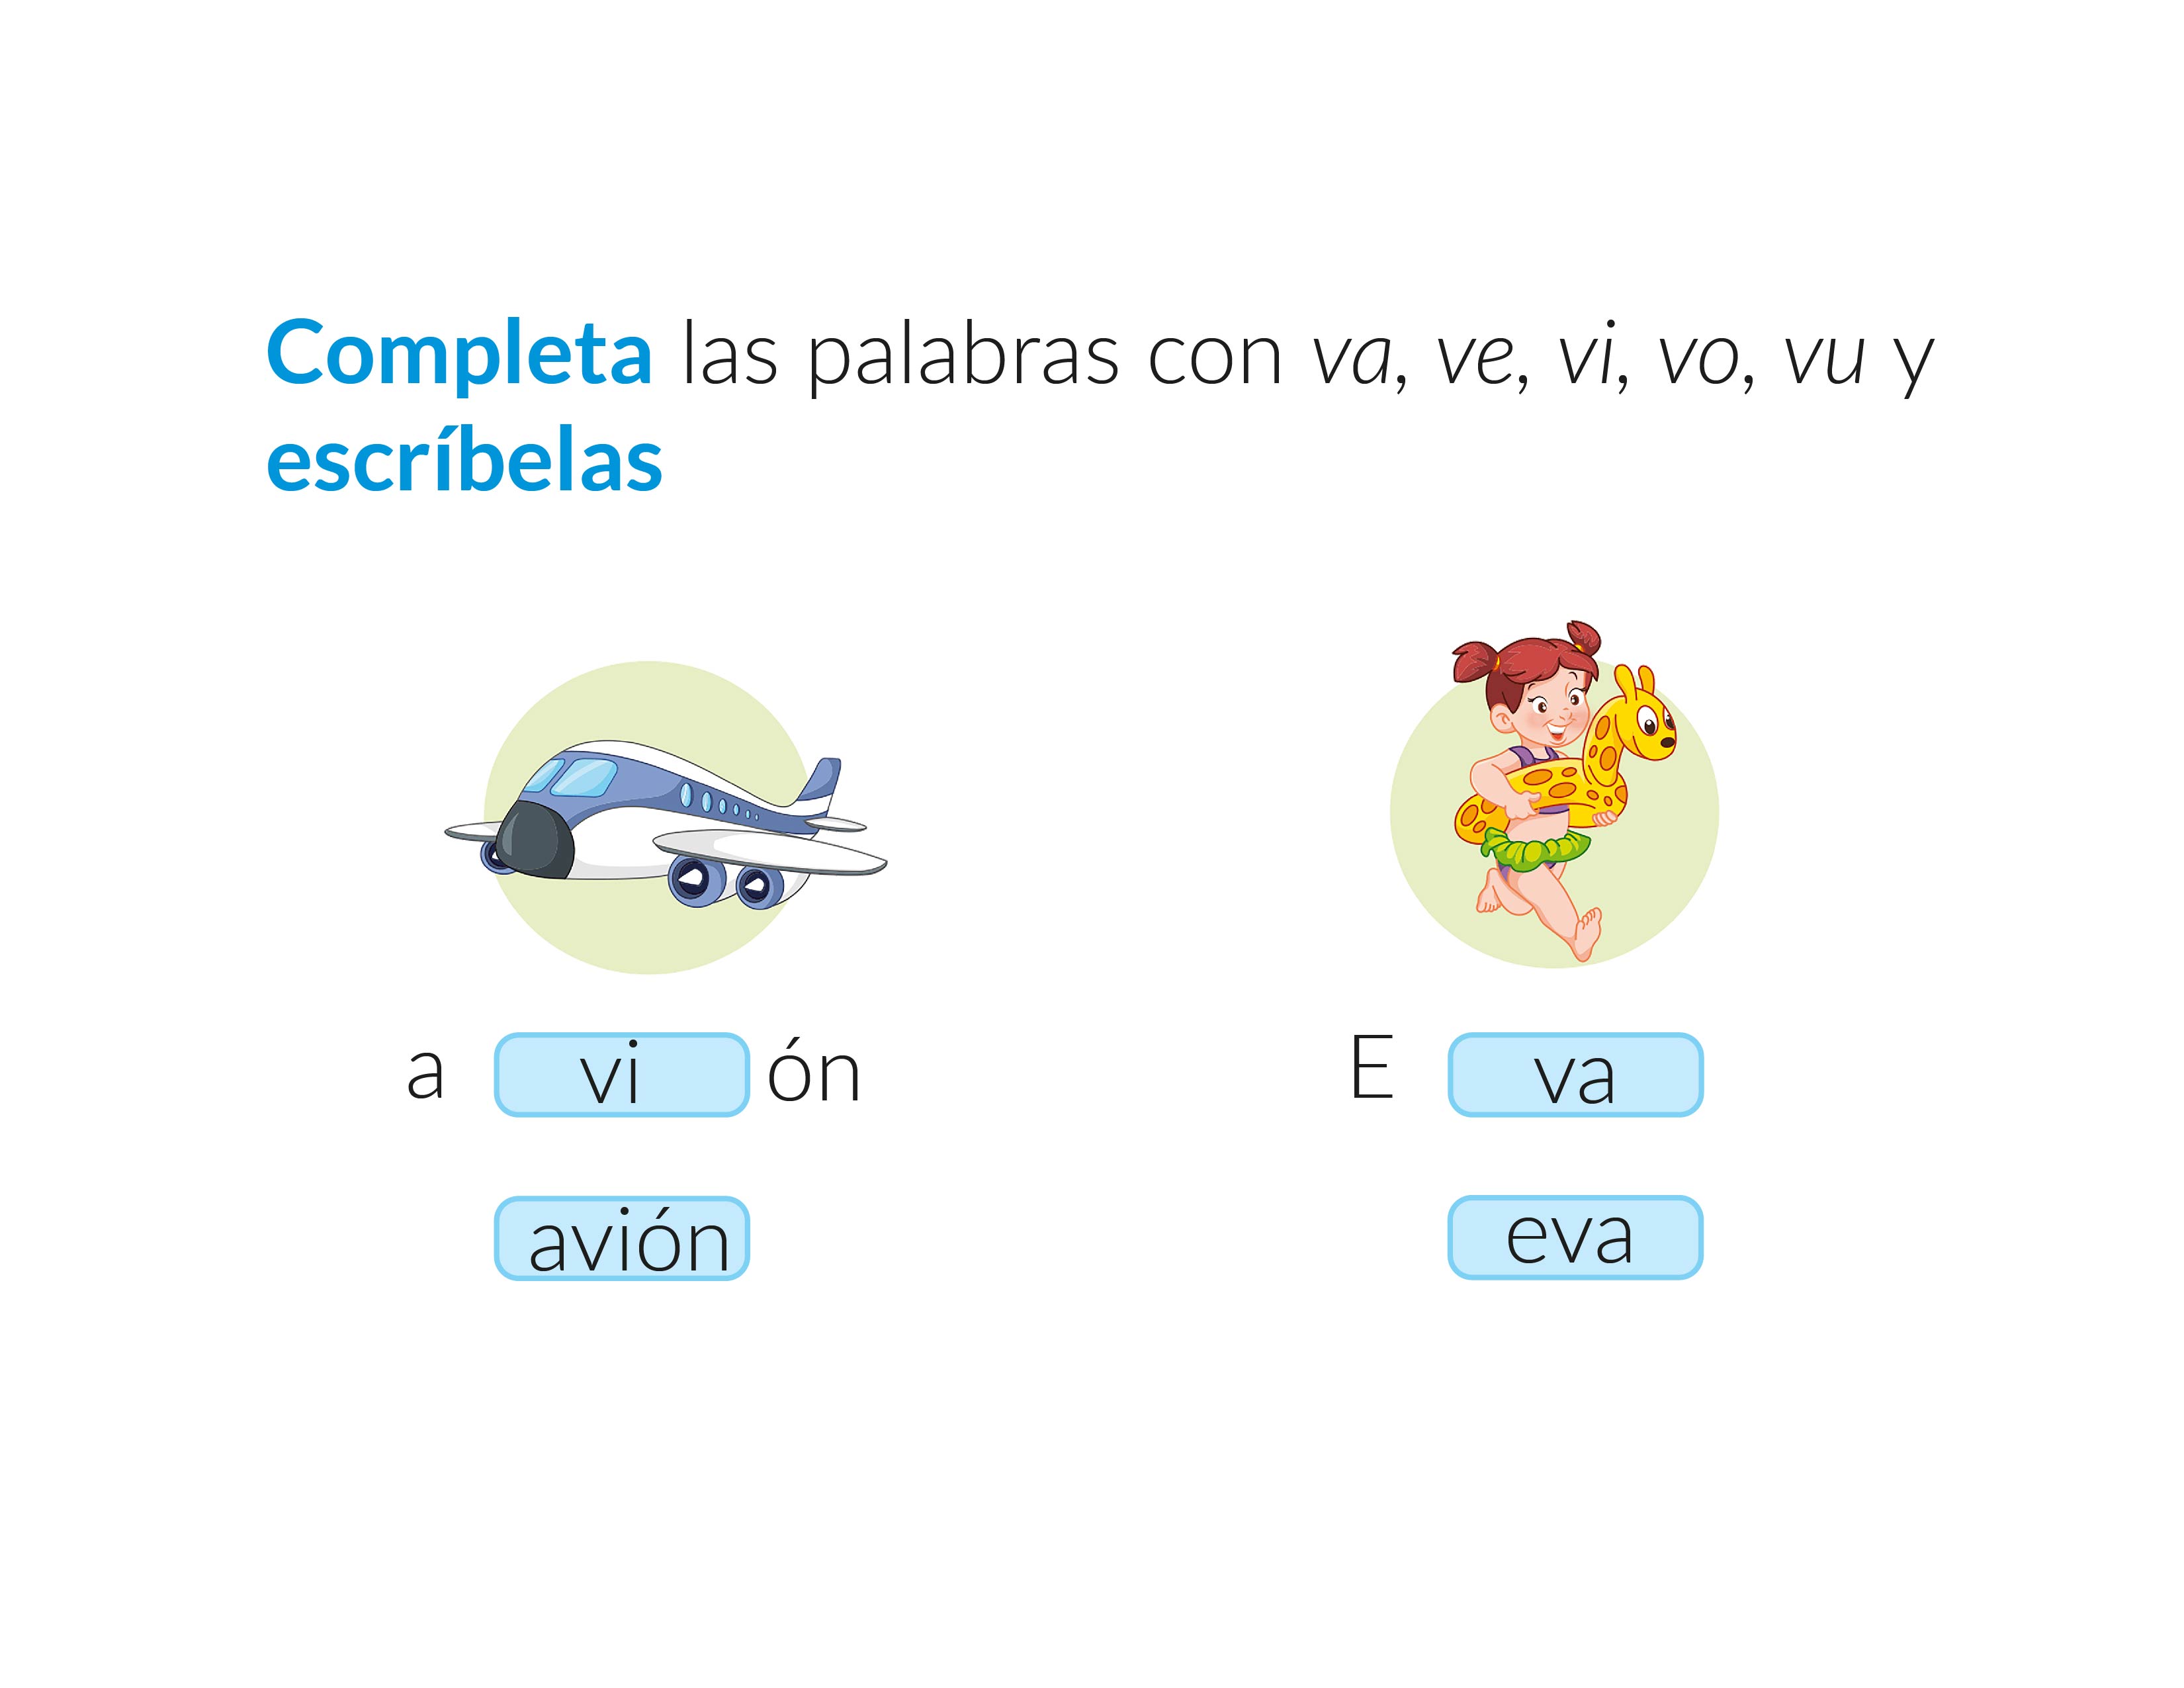 Completa las palabras con va, ve, vi, vo, vu y
escríbelas
a vi ón
E va
avión
eva